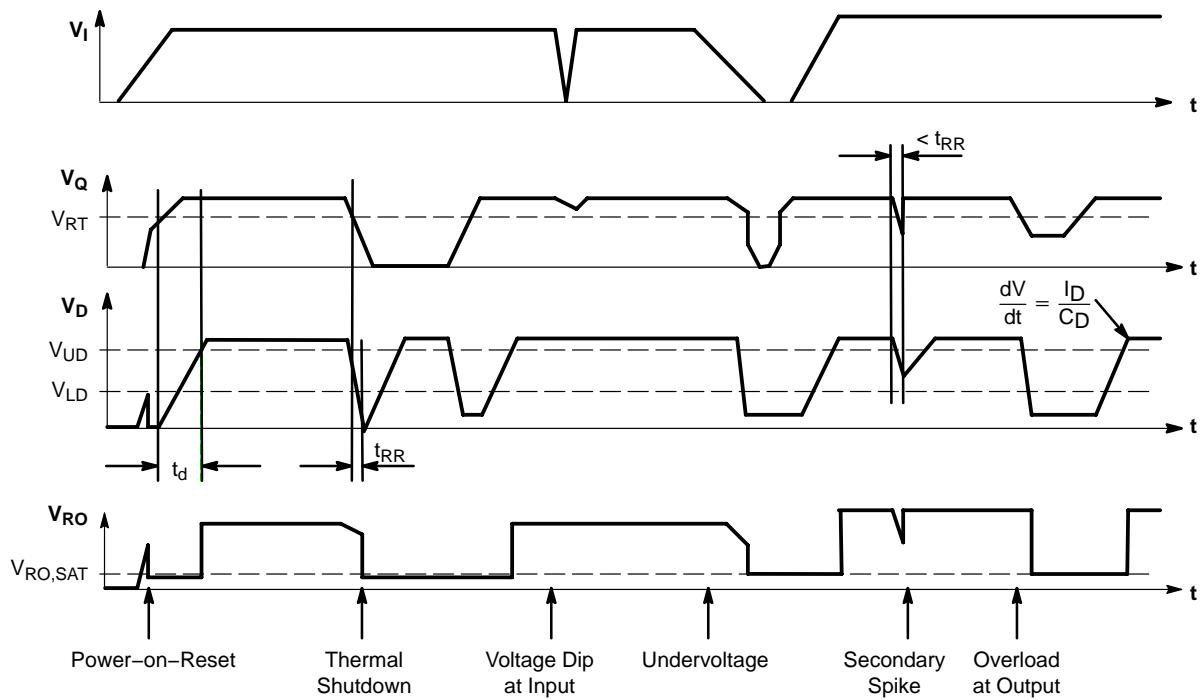 VI
t
< tRR
VQ
VRT
t
VD
dV/dt = ID/CD
VUD
VLD
t
td
tRR
VRO
VRO,SAT
t
Power−on−Reset
Thermal
Shutdown
Voltage Dip
at Input
Undervoltage
Secondary
Spike
Overload
at Output